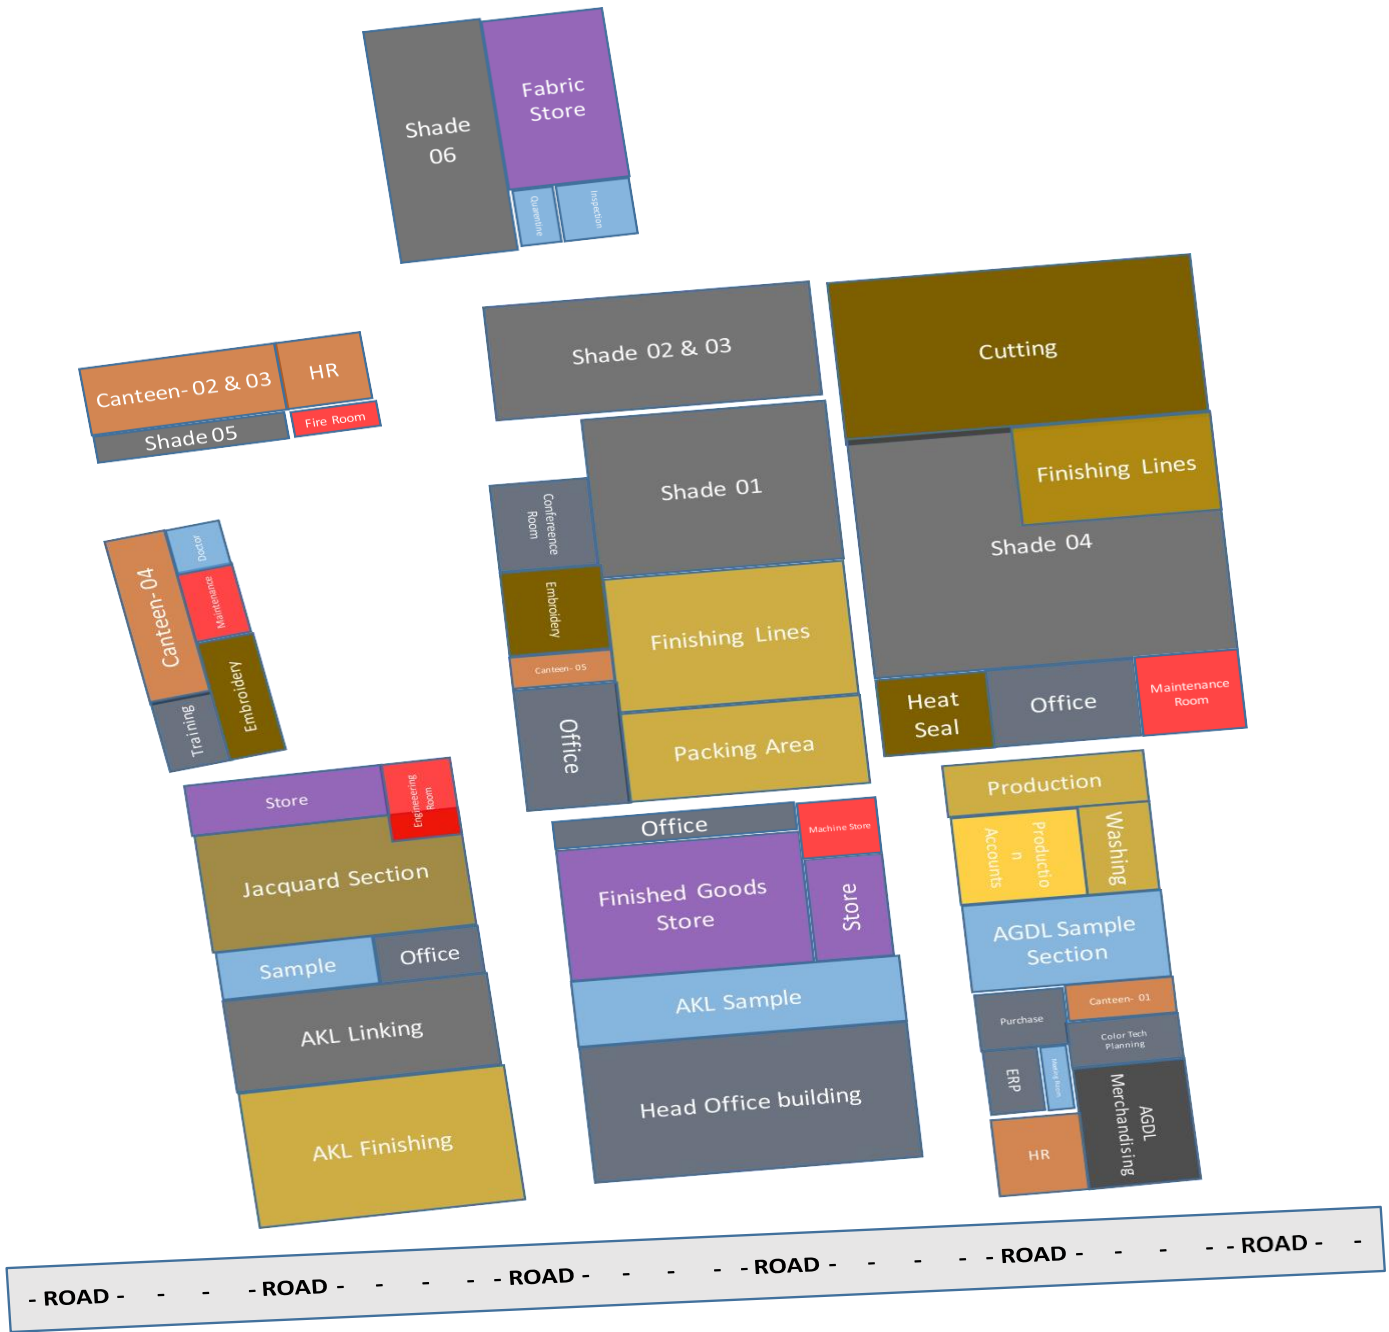 Shade
06
Fabric
Store
Quarentine
Inspection
Canteen- 02 & 03
HR
Shade 05
Fire Room
Shade 02 & 03
Cutting
Shade 01
Finishing Lines
Shade 04
Conference
Room
Embroidery
Canteen- 05
Office
Finishing Lines
Packing Area
Heat
Seal
Office
Maintenance
Room
Canteen-04
Doctor
Maintenance
Embroidery
Training
Store
Engineering
Room
Jacquard Section
Sample
Office
AKL Linking
AKL Finishing
Office
Machine Store
Finished Goods
Store
Store
AKL Sample
Head Office building
Production
Productio
n
Accounts
Washing
AGDL Sample
Section
Purchase
Canteen- 01
Color Tech
Planning
ERP
Meeting Room
HR
AGDL
Merchandising
- ROAD - - - - ROAD - - - - - ROAD - - - - - ROAD - - - - - ROAD - - - - - ROAD - -